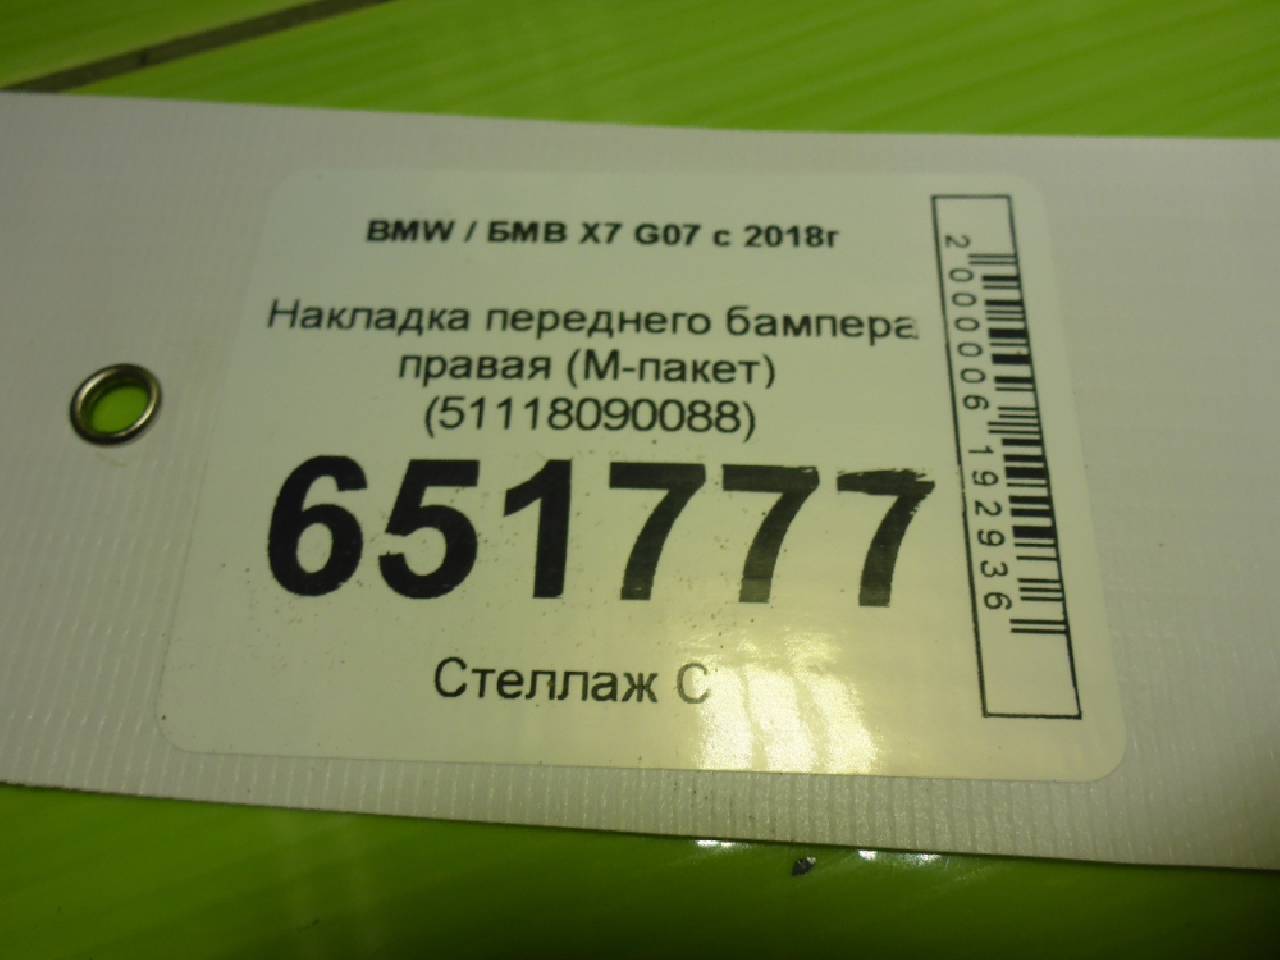 BMW / БМВ X7 G07 с 2018г
Накладка переднего бампера
правая (М-пакет)
(51118090088)
651777
Стеллаж С
2000006192936